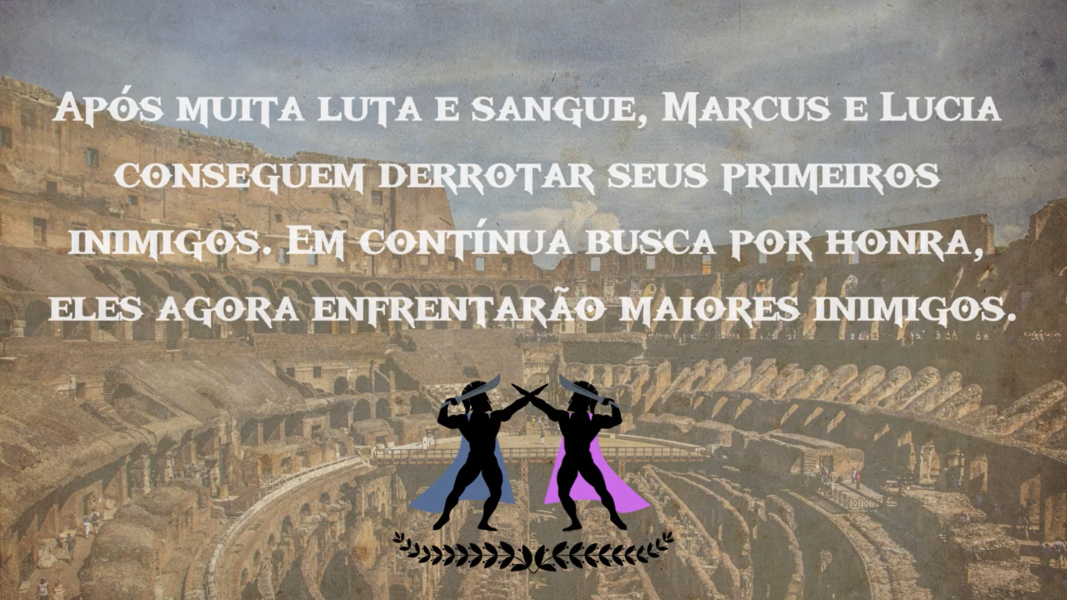 Após muita luta e sangue, Marcus e Lucia
conseguem derrotar seus primeiros
inimigos. Em contínua busca por honra,
eles agora enfrentarão maiores inimigos.